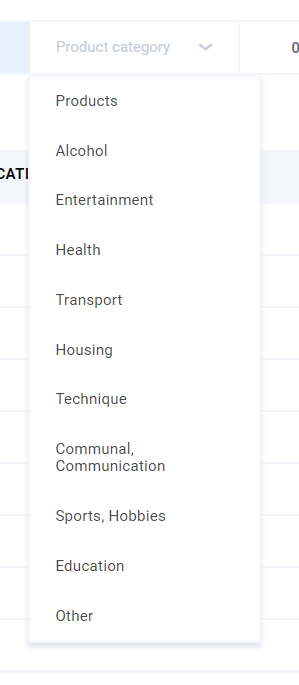 Product category
0
Products
Alcohol
CATI
Entertainment
Health
Transport
Housing
Technique
Communal,
Communication
Sports, Hobbies
Education
Other